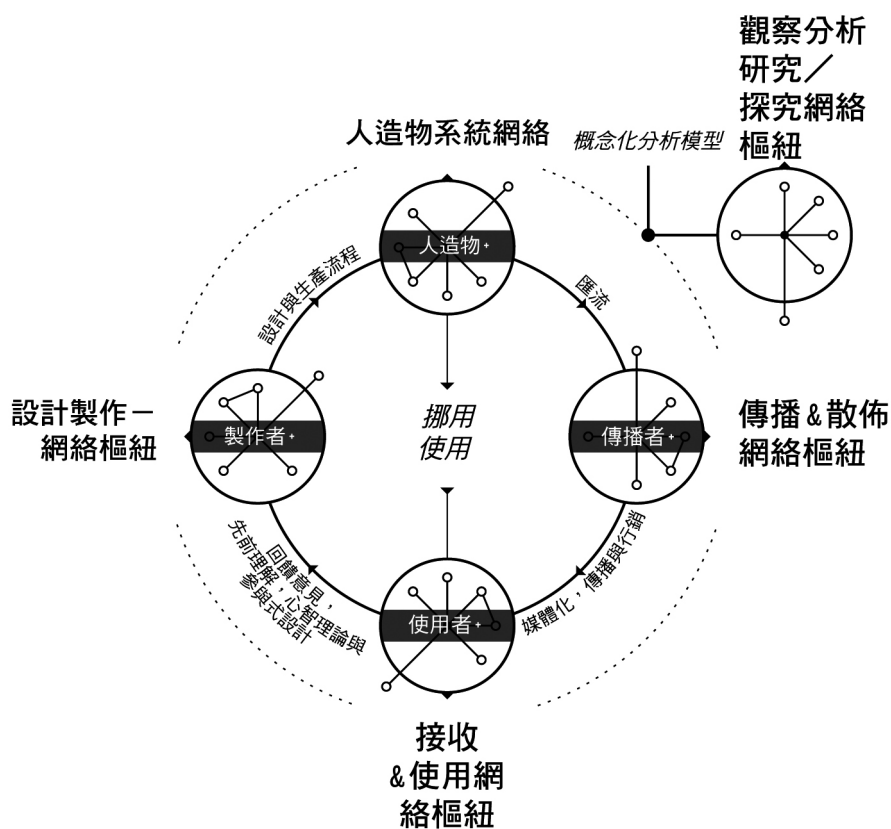 觀察分析
研究／
探究網絡
樞紐
人造物系統網絡
概念化分析模型
人造物+
設計與生產流程
匯流
設計製作－
網絡樞紐
製作者+
挪用
使用
傳播者+
傳播&散佈
網絡樞紐
回饋意見，
先前理解，心智理論與
參與式設計
媒體化，傳播與行銷
使用者+
接收
&使用網
絡樞紐